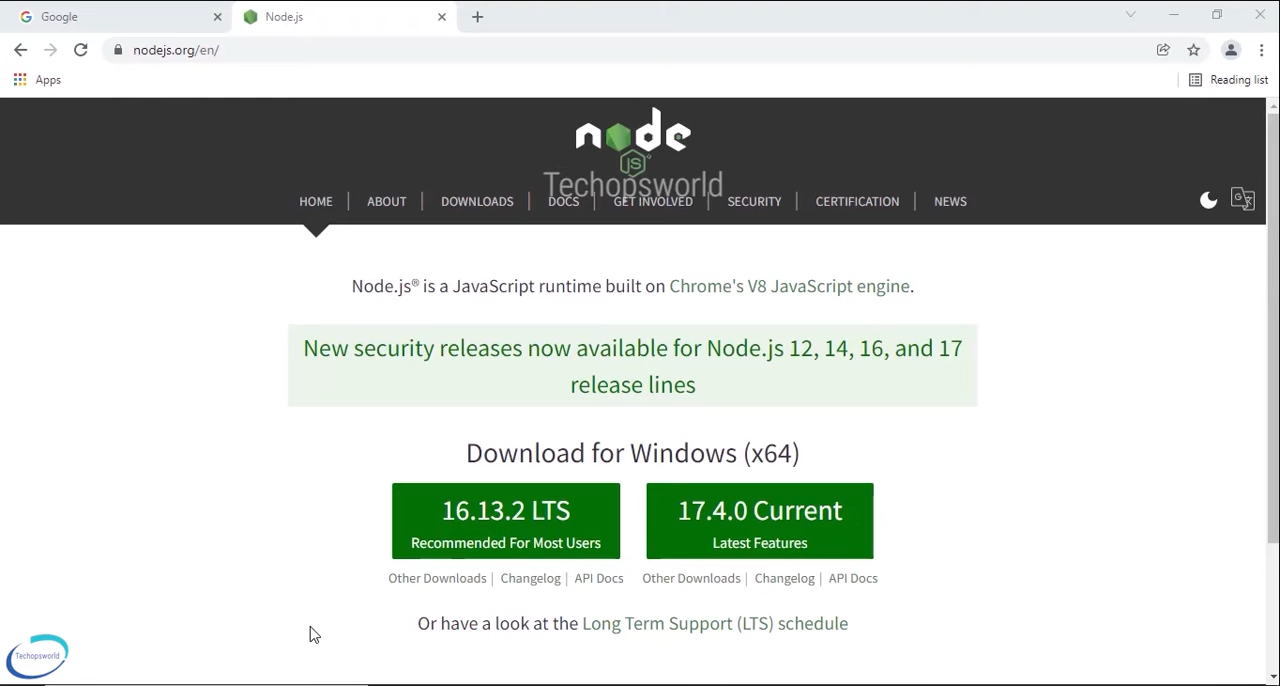 Google
Node.js
nodejs.org/en/
Apps
Reading list
node
JS
Techopsworld
HOME | ABOUT | DOWNLOADS | DOCS | GET INVOLVED | SECURITY | CERTIFICATION | NEWS
Node.js® is a JavaScript runtime built on Chrome's V8 JavaScript engine.
New security releases now available for Node.js 12, 14, 16, and 17
release lines
Download for Windows (x64)
16.13.2 LTS
Recommended For Most Users
17.4.0 Current
Latest Features
Other Downloads | Changelog | API Docs
Other Downloads | Changelog | API Docs
Or have a look at the Long Term Support (LTS) schedule
Techopsworld